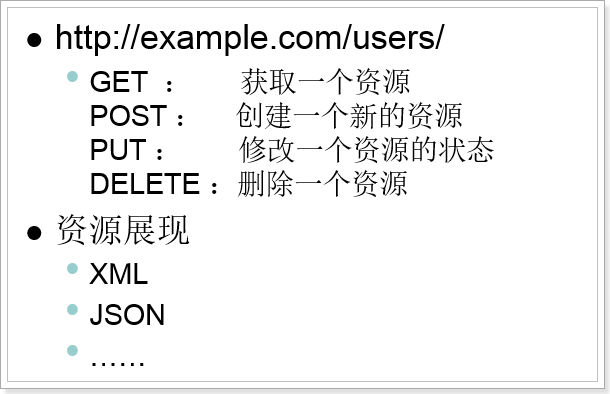 http://example.com/users/
GET ： 获取一个资源
POST： 创建一个新的资源
PUT： 修改一个资源的状态
DELETE：删除一个资源
资源展现
XML
JSON
……